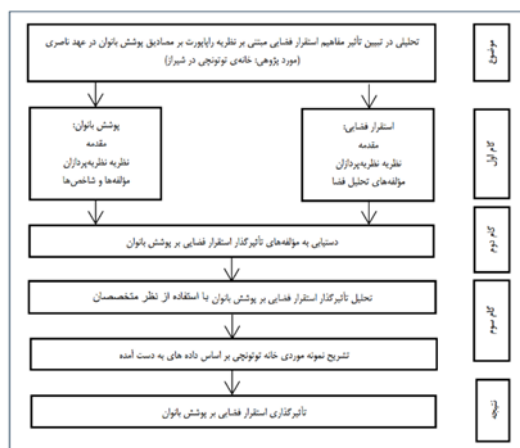 موضوع
تحلیلی در تبیین تأثیر مفاهیم استقرار فضایی مبتنی بر نظریه راپاپورت بر مصادیق پوشش بانوان در عهد ناصری
(مورد پژوهی: خانه‌ی توتونچی در شیراز)
گام اول
استقرار فضایی:
مقدمه
نظریه نظریه‌پردازان
مؤلفه‌های تحلیل فضا
پوشش بانوان:
مقدمه
نظریه نظریه‌پردازان
مؤلفه‌ها و شاخص‌ها
گام دوم
دستیابی به مؤلفه‌های تأثیرگذار استقرار فضایی بر پوشش بانوان
گام سوم
تحلیل تأثیرگذار استقرار فضایی بر پوشش بانوان با استفاده از نظر متخصصان
تشریح نمونه موردی خانه توتونچی بر اساس داده های به دست آمده
نتیجه
تأثیرگذاری استقرار فضایی بر پوشش بانوان